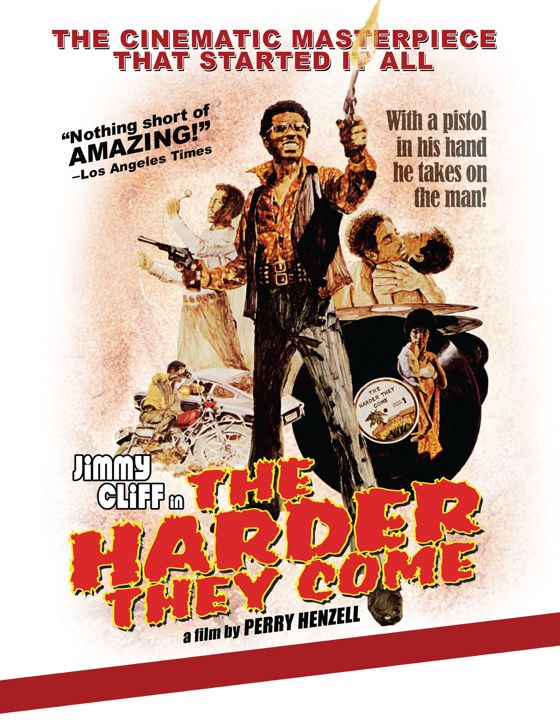 THE CINEMATIC MASTERPIECE
THAT STARTED IT ALL
“Nothing short of
AMAZING!”
–Los Angeles Times
With a pistol
in his hand
he takes on
the man!
THE
HARDER THEY
COME
1
JiMMY
CLiFF in
THE
HARDER
THEY COME
a film by PERRY HENZELL